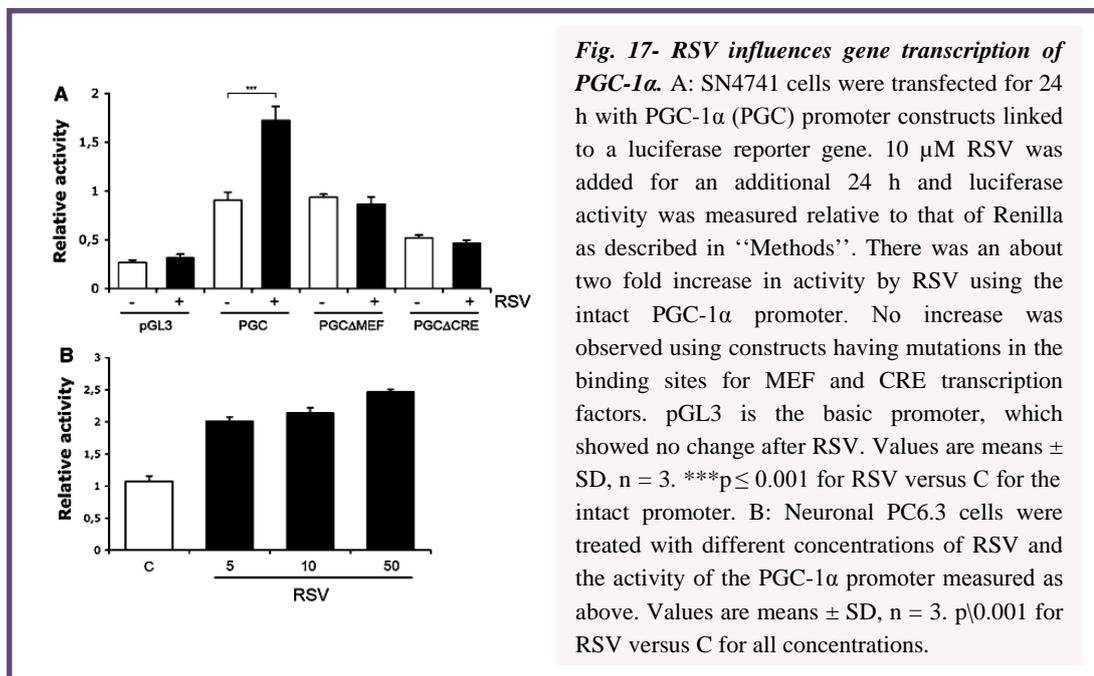 A
2
1,5
1
0,5
0
Relative activity
***
- + - + - + - + RSV
pGL3 PGC PGCΔMEF PGCΔCRE
B
3
2,5
2
1,5
1
0,5
0
Relative activity
C 5 10 50
RSV
Fig. 17- RSV influences gene transcription of
PGC-1α. A: SN4741 cells were transfected for 24
h with PGC-1α (PGC) promoter constructs linked
to a luciferase reporter gene. 10 µM RSV was
added for an additional 24 h and luciferase
activity was measured relative to that of Renilla
as described in ‘‘Methods’’. There was an about
two fold increase in activity by RSV using the
intact PGC-1α promoter. No increase was
observed using constructs having mutations in the
binding sites for MEF and CRE transcription
factors. pGL3 is the basic promoter, which
showed no change after RSV. Values are means ±
SD, n = 3. ***p ≤ 0.001 for RSV versus C for the
intact promoter. B: Neuronal PC6.3 cells were
treated with different concentrations of RSV and
the activity of the PGC-1α promoter measured as
above. Values are means ± SD, n = 3. p\0.001 for
RSV versus C for all concentrations.